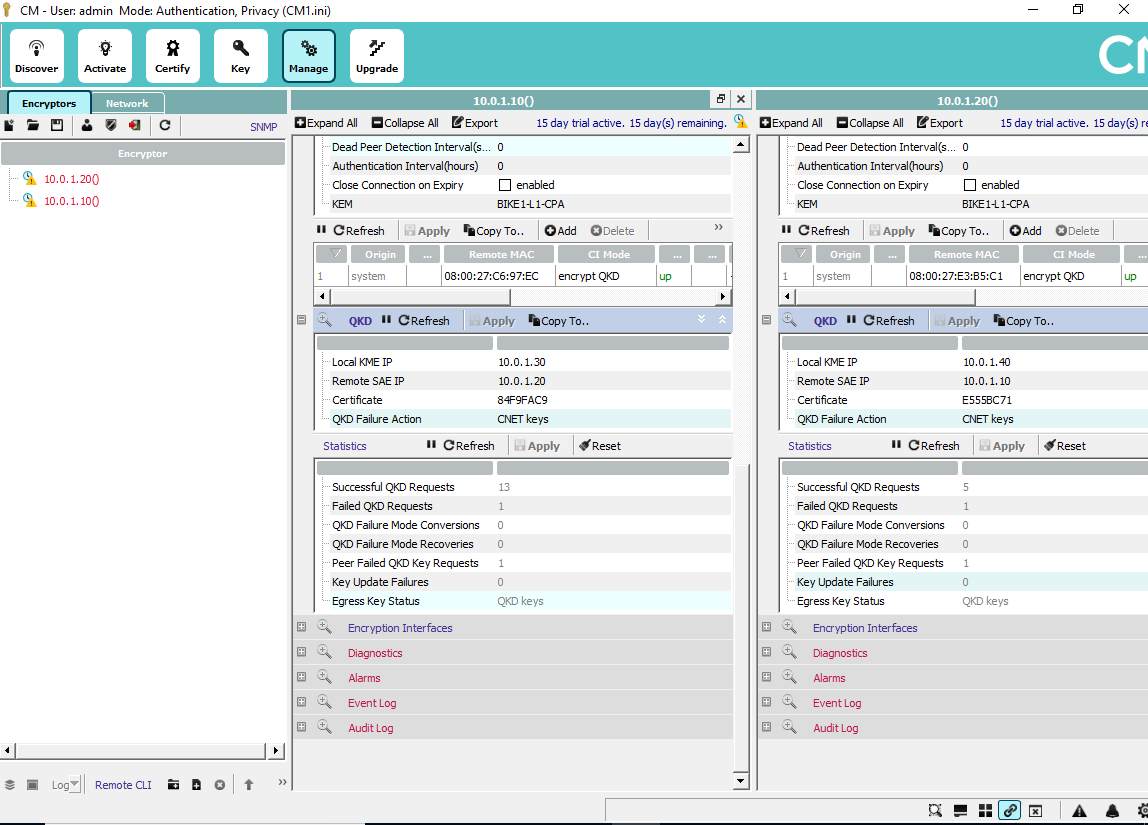 CM - User: admin  Mode: Authentication, Privacy (CM1.ini)
Discover Activate Certify Key Manage Upgrade
Encryptors Network
SNMP
Encryptor
10.0.1.20()
10.0.1.10()
Log Remote CLI
10.0.1.10()
Expand All Collapse All Export 15 day trial active. 15 day(s) remaining.
Dead Peer Detection Interval(s... 0
Authentication Interval(hours) 0
Close Connection on Expiry enabled
KEM BIKE1-L1-CPA
Refresh Apply Copy To.. Add Delete
Origin ... Remote MAC CI Mode ... ...
1 system 08:00:27:C6:97:EC encrypt QKD up
QKD Refresh Apply Copy To..
Local KME IP 10.0.1.30
Remote SAE IP 10.0.1.20
Certificate 84F9FAC9
QKD Failure Action CNET keys
Statistics Refresh Apply Reset
Successful QKD Requests 13
Failed QKD Requests 1
QKD Failure Mode Conversions 0
QKD Failure Mode Recoveries 0
Peer Failed QKD Key Requests 1
Key Update Failures 0
Egress Key Status QKD keys
Encryption Interfaces
Diagnostics
Alarms
Event Log
Audit Log
10.0.1.20()
Expand All Collapse All Export 15 day trial active. 15 day(s) re
Dead Peer Detection Interval(s... 0
Authentication Interval(hours) 0
Close Connection on Expiry enabled
KEM BIKE1-L1-CPA
Refresh Apply Copy To.. Add Delete
Origin ... Remote MAC CI Mode ...
1 system 08:00:27:E3:B5:C1 encrypt QKD up
QKD Refresh Apply Copy To..
Local KME IP 10.0.1.40
Remote SAE IP 10.0.1.10
Certificate E555BC71
QKD Failure Action CNET keys
Statistics Refresh Apply Reset
Successful QKD Requests 5
Failed QKD Requests 1
QKD Failure Mode Conversions 0
QKD Failure Mode Recoveries 0
Peer Failed QKD Key Requests 1
Key Update Failures 0
Egress Key Status QKD keys
Encryption Interfaces
Diagnostics
Alarms
Event Log
Audit Log